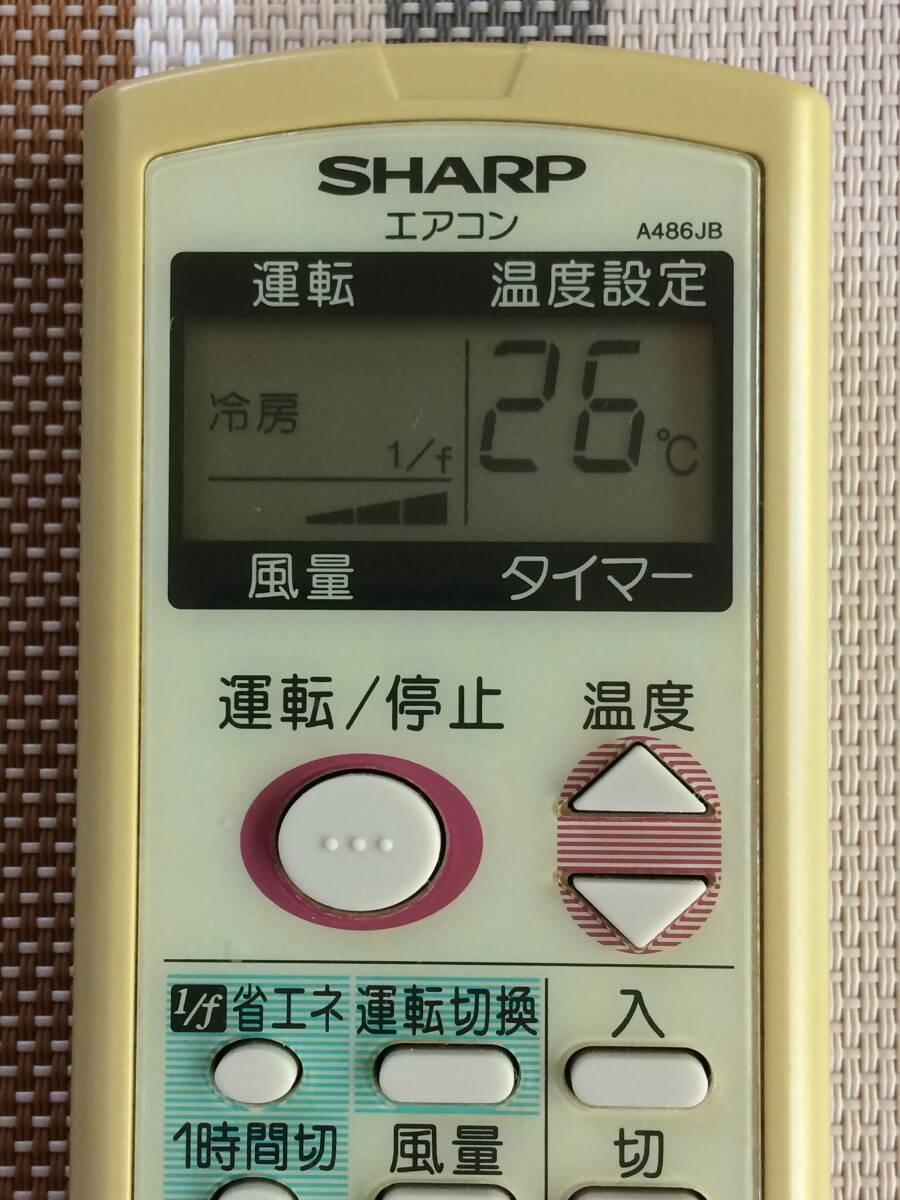 SHARP
エアコン
A486JB
運転 温度設定
26℃
冷房
1/f
風量 タイマー
運転/停止 温度
1/f 省エネ 運転切換 入
1時間切 風量 切